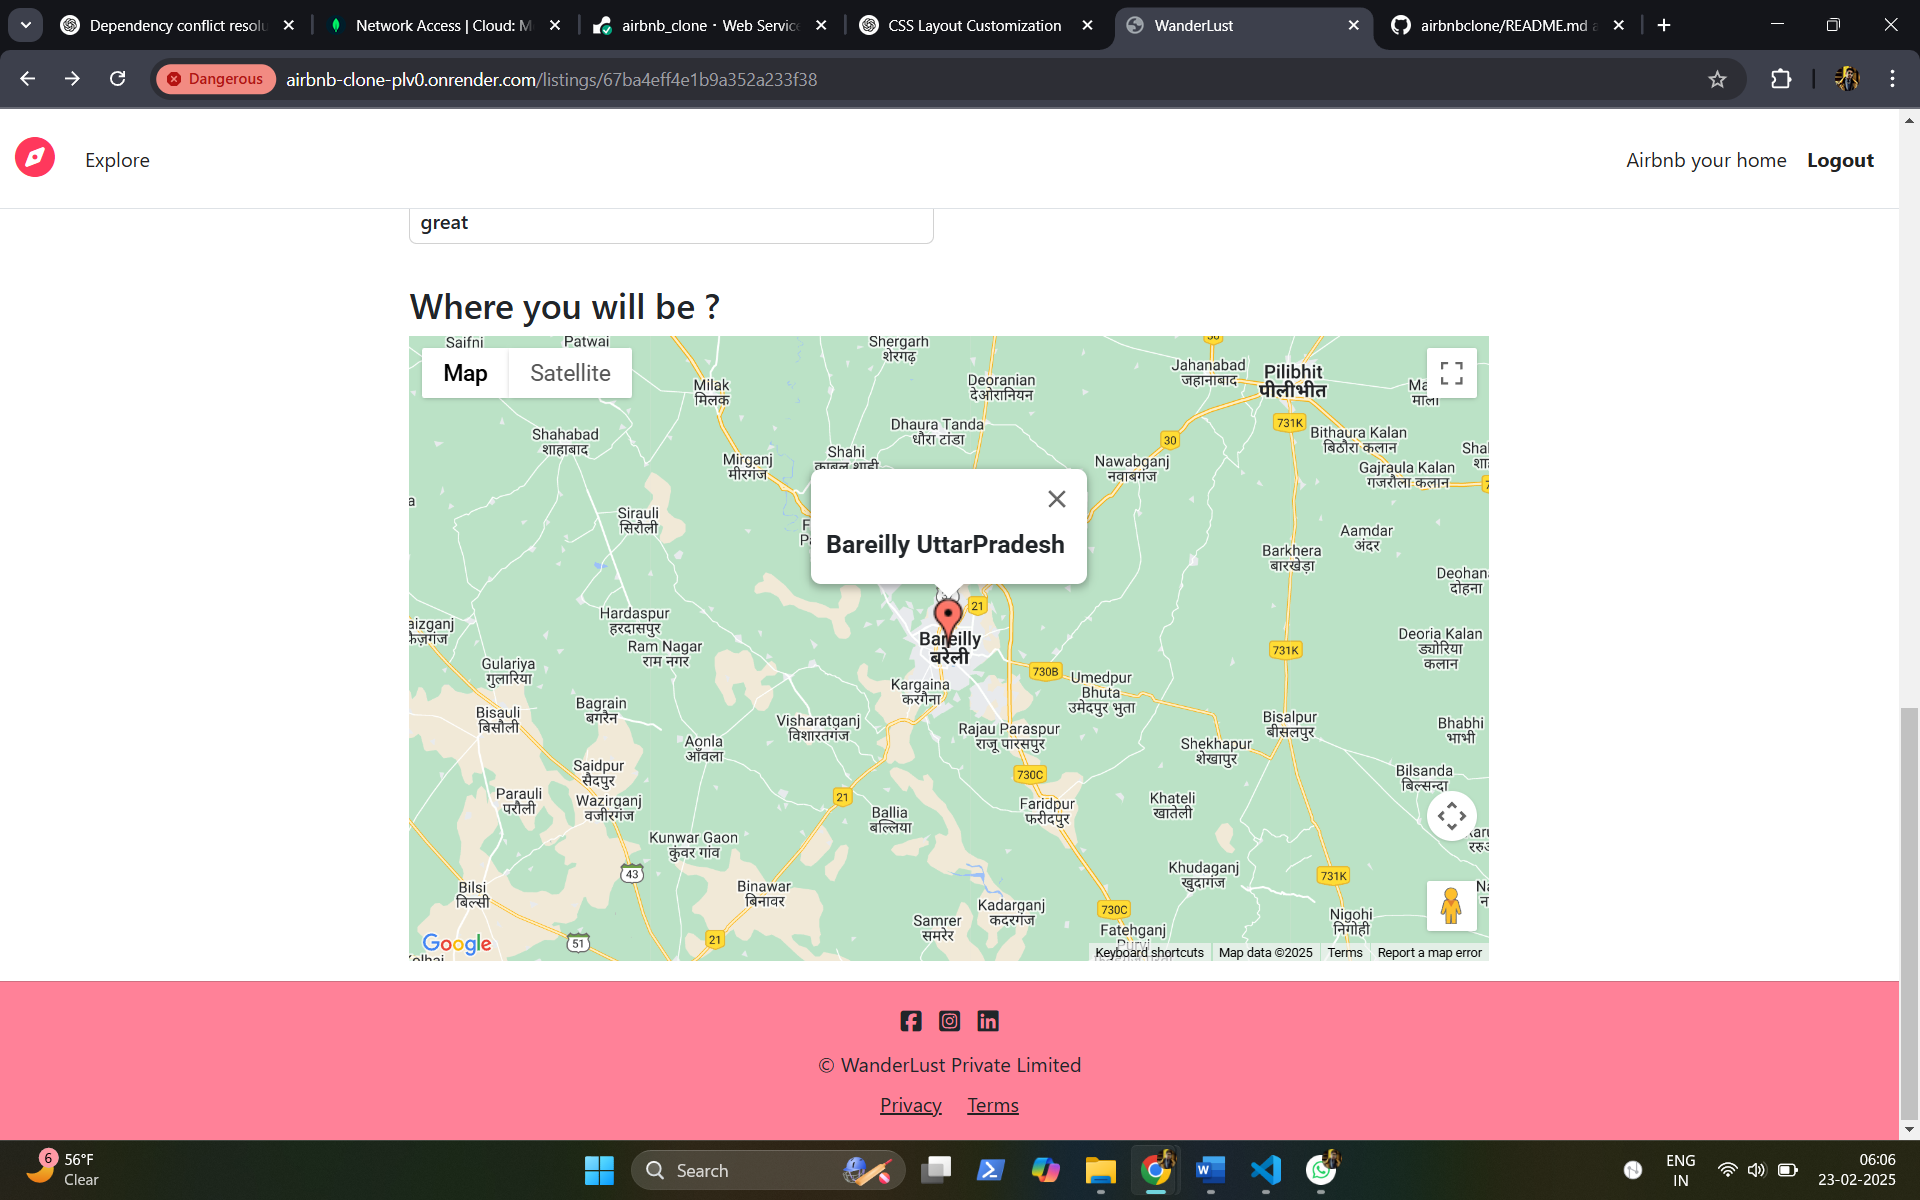 Dependency conflict resolu
Network Access | Cloud: M
airbnb_clone · Web Service
CSS Layout Customization
WanderLust
airbnbclone/README.md a
Dangerous
airbnb-clone-plv0.onrender.com/listings/67ba4eff4e1b9a352a233f38
Explore
Airbnb your home
Logout
great
Where you will be ?
Map
Satellite
Saifni
Patwai
Shergarh
शेरगढ़
Jahanabad
जहानाबाद
Pilibhit
पीलीभीत
Milak
मिलक
Deoranian
देओरानियन
Dhaura Tanda
धौरा टांडा
Shahabad
शाहाबाद
Mirganj
मीरगंज
Shahi
30
Nawabganj
नवाबगंज
731K
Bithaura Kalan
बिठौरा कलान
Gajraula Kalan
गजरौला कलान
Sirauli
सिरौली
Bareilly UttarPradesh
Aamdar
अंदर
Barkhera
बारखेड़ा
Deohan
दोहना
Hardaspur
हरदासपुर
21
Bareilly
बरेली
Ram Nagar
राम नगर
Gulariya
गुलारिया
730B
731K
Deoria Kalan
ड्योरिया
कलान
Kargaina
करगैना
Umedpur
Bhuta
उमेदपुर भुता
Bisauli
बिसौली
Bagrain
बगरैन
Visharatganj
विशारतगंज
Rajau Paraspur
राजू पारसपुर
Bisalpur
बीसलपुर
Bhabhi
भाभी
Aonla
आँवला
Shekhapur
शेखापुर
Saidpur
सैदपुर
730C
Bilsanda
बिल्सन्दा
Parauli
परौली
Wazirganj
वजीरगंज
21
Ballia
बल्लिया
Faridpur
फरीदपुर
Khateli
खातेली
Kunwar Gaon
कुंवर गांव
43
Khudaganj
खुदागंज
731K
Bilsi
बिल्सी
Binawar
बिनावर
Kadarganj
कदरगंज
730C
Nigohi
निगोही
Samrer
समरेर
Fatehganj
Google
51
21
Keyboard shortcuts
Map data ©2025
Terms
Report a map error
© WanderLust Private Limited
Privacy
Terms
6
56°F
Clear
Search
ENG
IN
06:06
23-02-2025